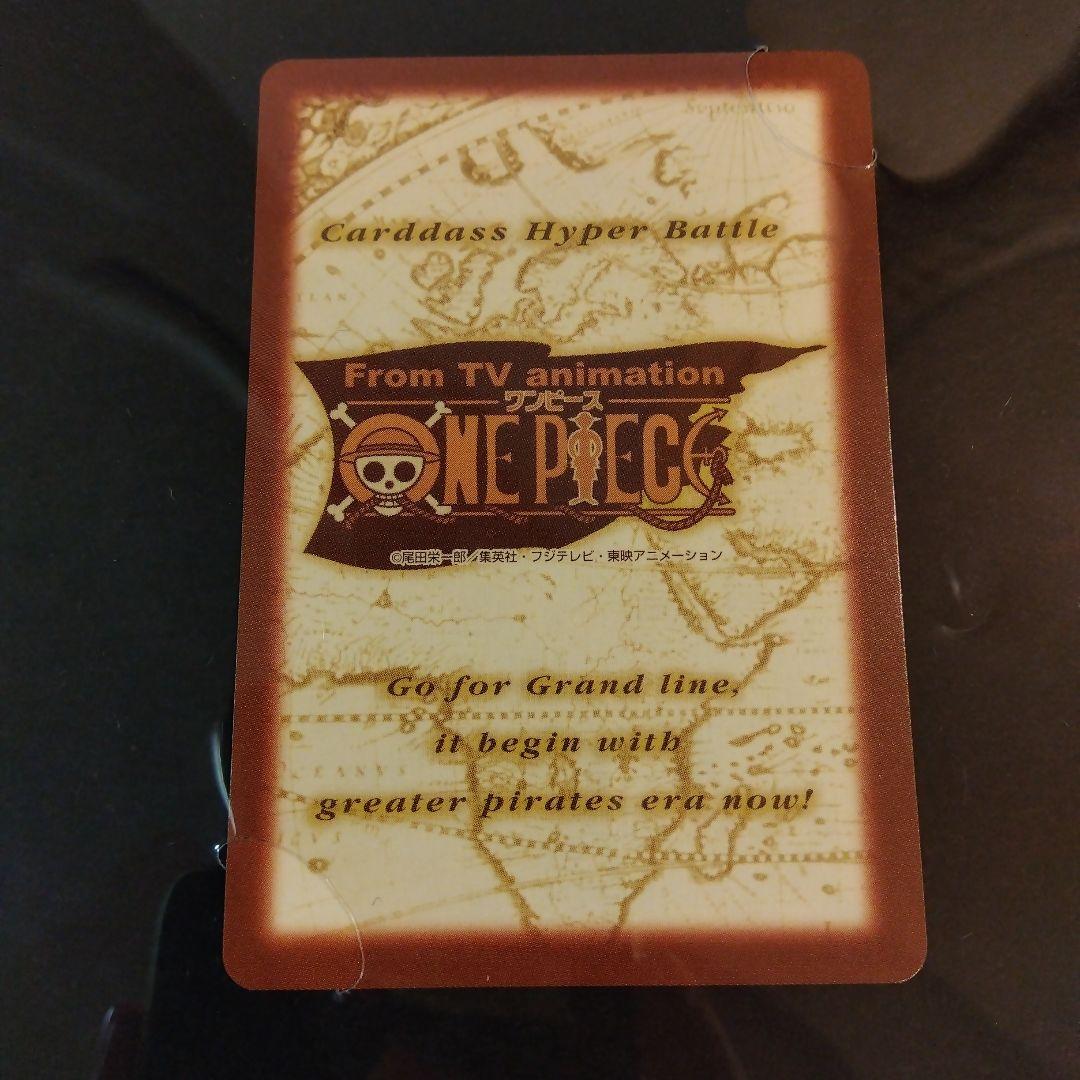 Septentrio
Carddass Hyper Battle
From TV animation
ワンピース
ONE PIECE
©尾田栄一郎／集英社・フジテレビ・東映アニメーション
Go for Grand line,
it begin with
greater pirates era now!